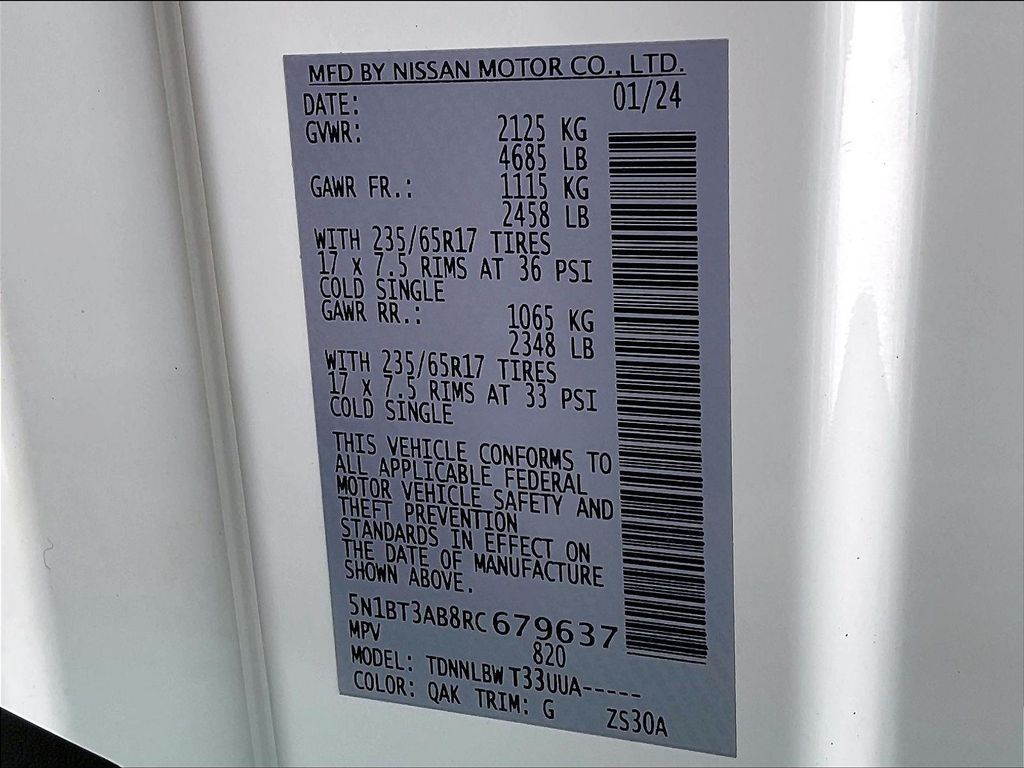 MFD BY NISSAN MOTOR CO., LTD.
DATE: 01/24
GVWR: 2125 KG
4685 LB
GAWR FR.: 1115 KG
2458 LB
WITH 235/65R17 TIRES
17 X 7.5 RIMS AT 36 PSI
COLD SINGLE
GAWR RR.: 1065 KG
2348 LB
WITH 235/65R17 TIRES
17 X 7.5 RIMS AT 33 PSI
COLD SINGLE
THIS VEHICLE CONFORMS TO
ALL APPLICABLE FEDERAL
MOTOR VEHICLE SAFETY AND
THEFT PREVENTION
STANDARDS IN EFFECT ON
THE DATE OF MANUFACTURE
SHOWN ABOVE.
5N1BT3AB8RC679637
MPV 820
MODEL: TDNNLBW T33UUA-----
COLOR: QAK TRIM: G ZS30A